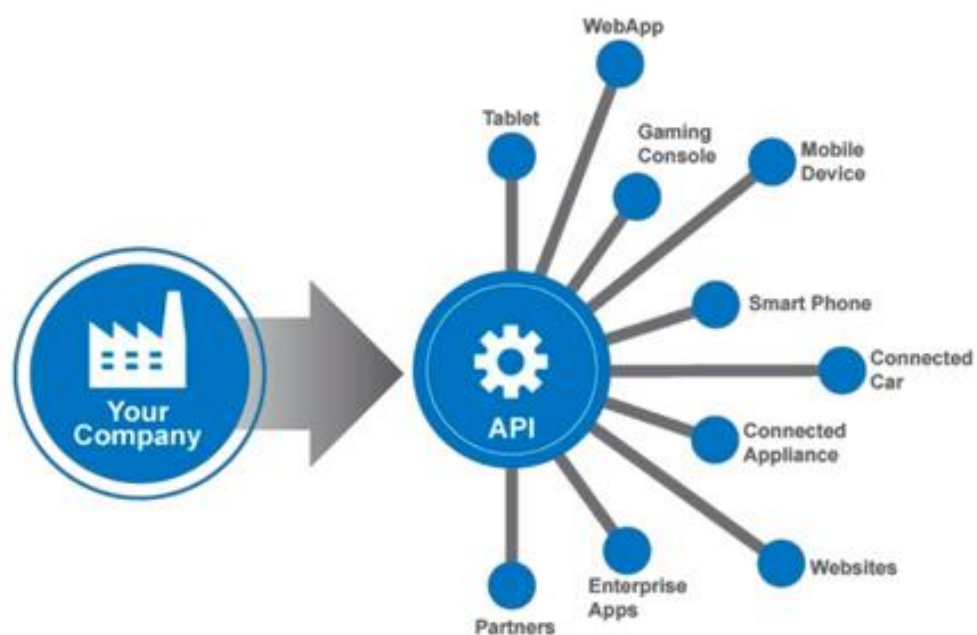 WebApp
Tablet
Gaming
Console
Mobile
Device
Smart Phone
Your
Company
API
Connected
Car
Connected
Appliance
Websites
Enterprise
Apps
Partners